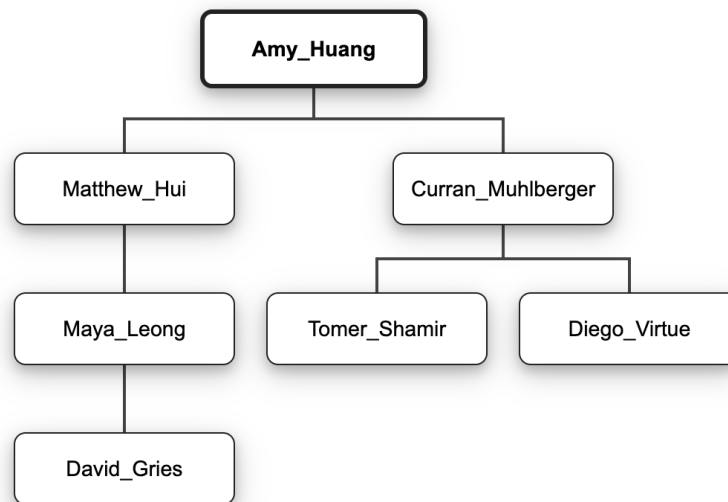 Amy_Huang
Matthew_Hui
Curran_Muhlberger
Maya_Leong
Tomer_Shamir
Diego_Virtue
David_Gries